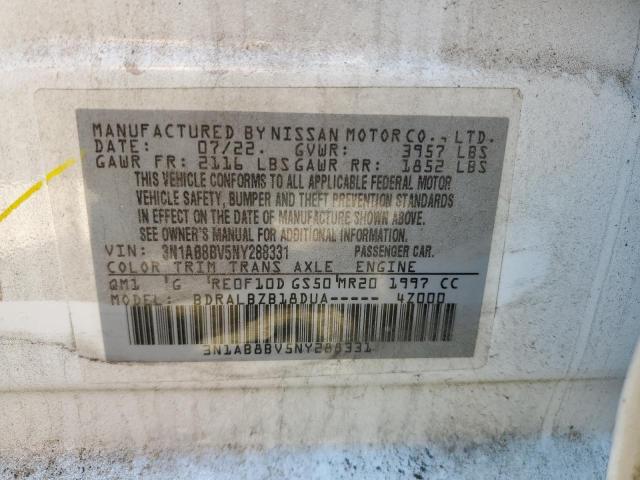 MANUFACTURED BY NISSAN MOTOR CO., LTD.
DATE: 07/22. GVWR: 3957 LBS
GAWR FR: 2116 LBS GAWR RR: 1852 LBS
THIS VEHICLE CONFORMS TO ALL APPLICABLE FEDERAL MOTOR
VEHICLE SAFETY, BUMPER AND THEFT PREVENTION STANDARDS
IN EFFECT ON THE DATE OF MANUFACTURE SHOWN ABOVE.
SEE OWNER'S MANUAL FOR ADDITIONAL INFORMATION.
VIN: 3N1AB8BV5NY288331 PASSENGER CAR.
COLOR TRIM TRANS AXLE ENGINE
QM1 'G 'RE0F10D GS50'MR20 1997 CC
MODEL: BDRALBZB18DUA----- 4Z000
3N1AB8BV5NY288331